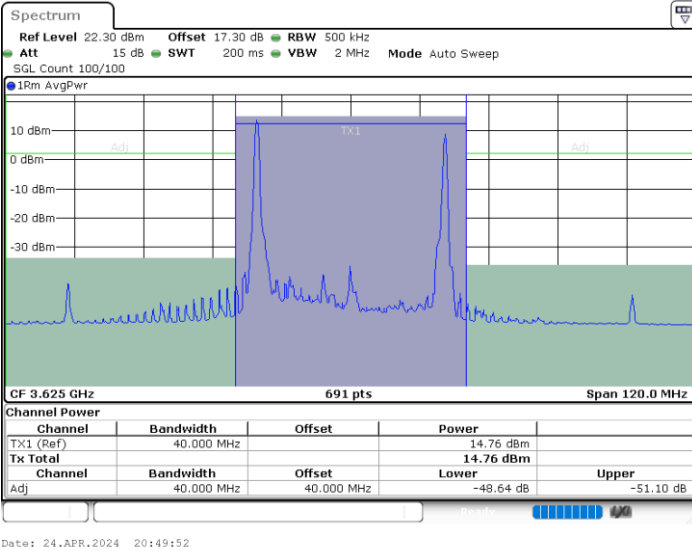 Spectrum
Ref Level 22.30 dBm Offset 17.30 dB RBW 500 kHz
Att 15 dB SWT 200 ms VBW 2 MHz Mode Auto Sweep
SGL Count 100/100
1Rm AvgPwr
10 dBm
TX1
Adj Adj
0 dBm
-10 dBm
-20 dBm
-30 dBm
CF 3.625 GHz 691 pts Span 120.0 MHz
Channel Power
Channel Bandwidth Offset Power
TX1 (Ref) 40.000 MHz 14.76 dBm
Tx Total 14.76 dBm
Channel Bandwidth Offset Lower Upper
Adj 40.000 MHz 40.000 MHz -48.64 dB -51.10 dB
Ready
Date: 24.APR.2024 20:49:52